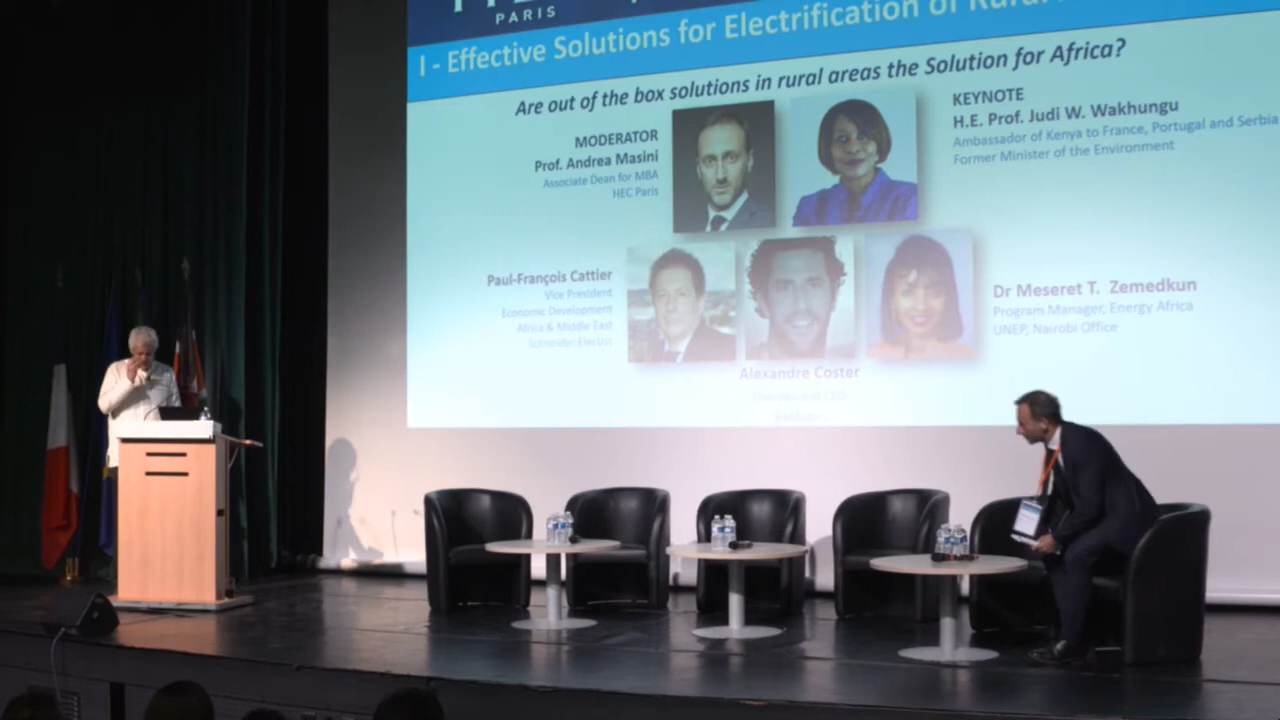 PARIS
I - Effective Solutions for Electrification of Rural
Are out of the box solutions in rural areas the Solution for Africa?
MODERATOR
Prof. Andrea Masini
Associate Dean for MBA
HEC Paris
KEYNOTE
H.E. Prof. Judi W. Wakhungu
Ambassador of Kenya to France, Portugal and Serbia
Former Minister of the Environment
Paul-François Cattier
Vice President
Economic Development
Africa & Middle East
Schneider Electric
Alexandre Coster
Founder and CEO
Dr Meseret T. Zemedkun
Program Manager, Energy Africa
UNEP, Nairobi Office